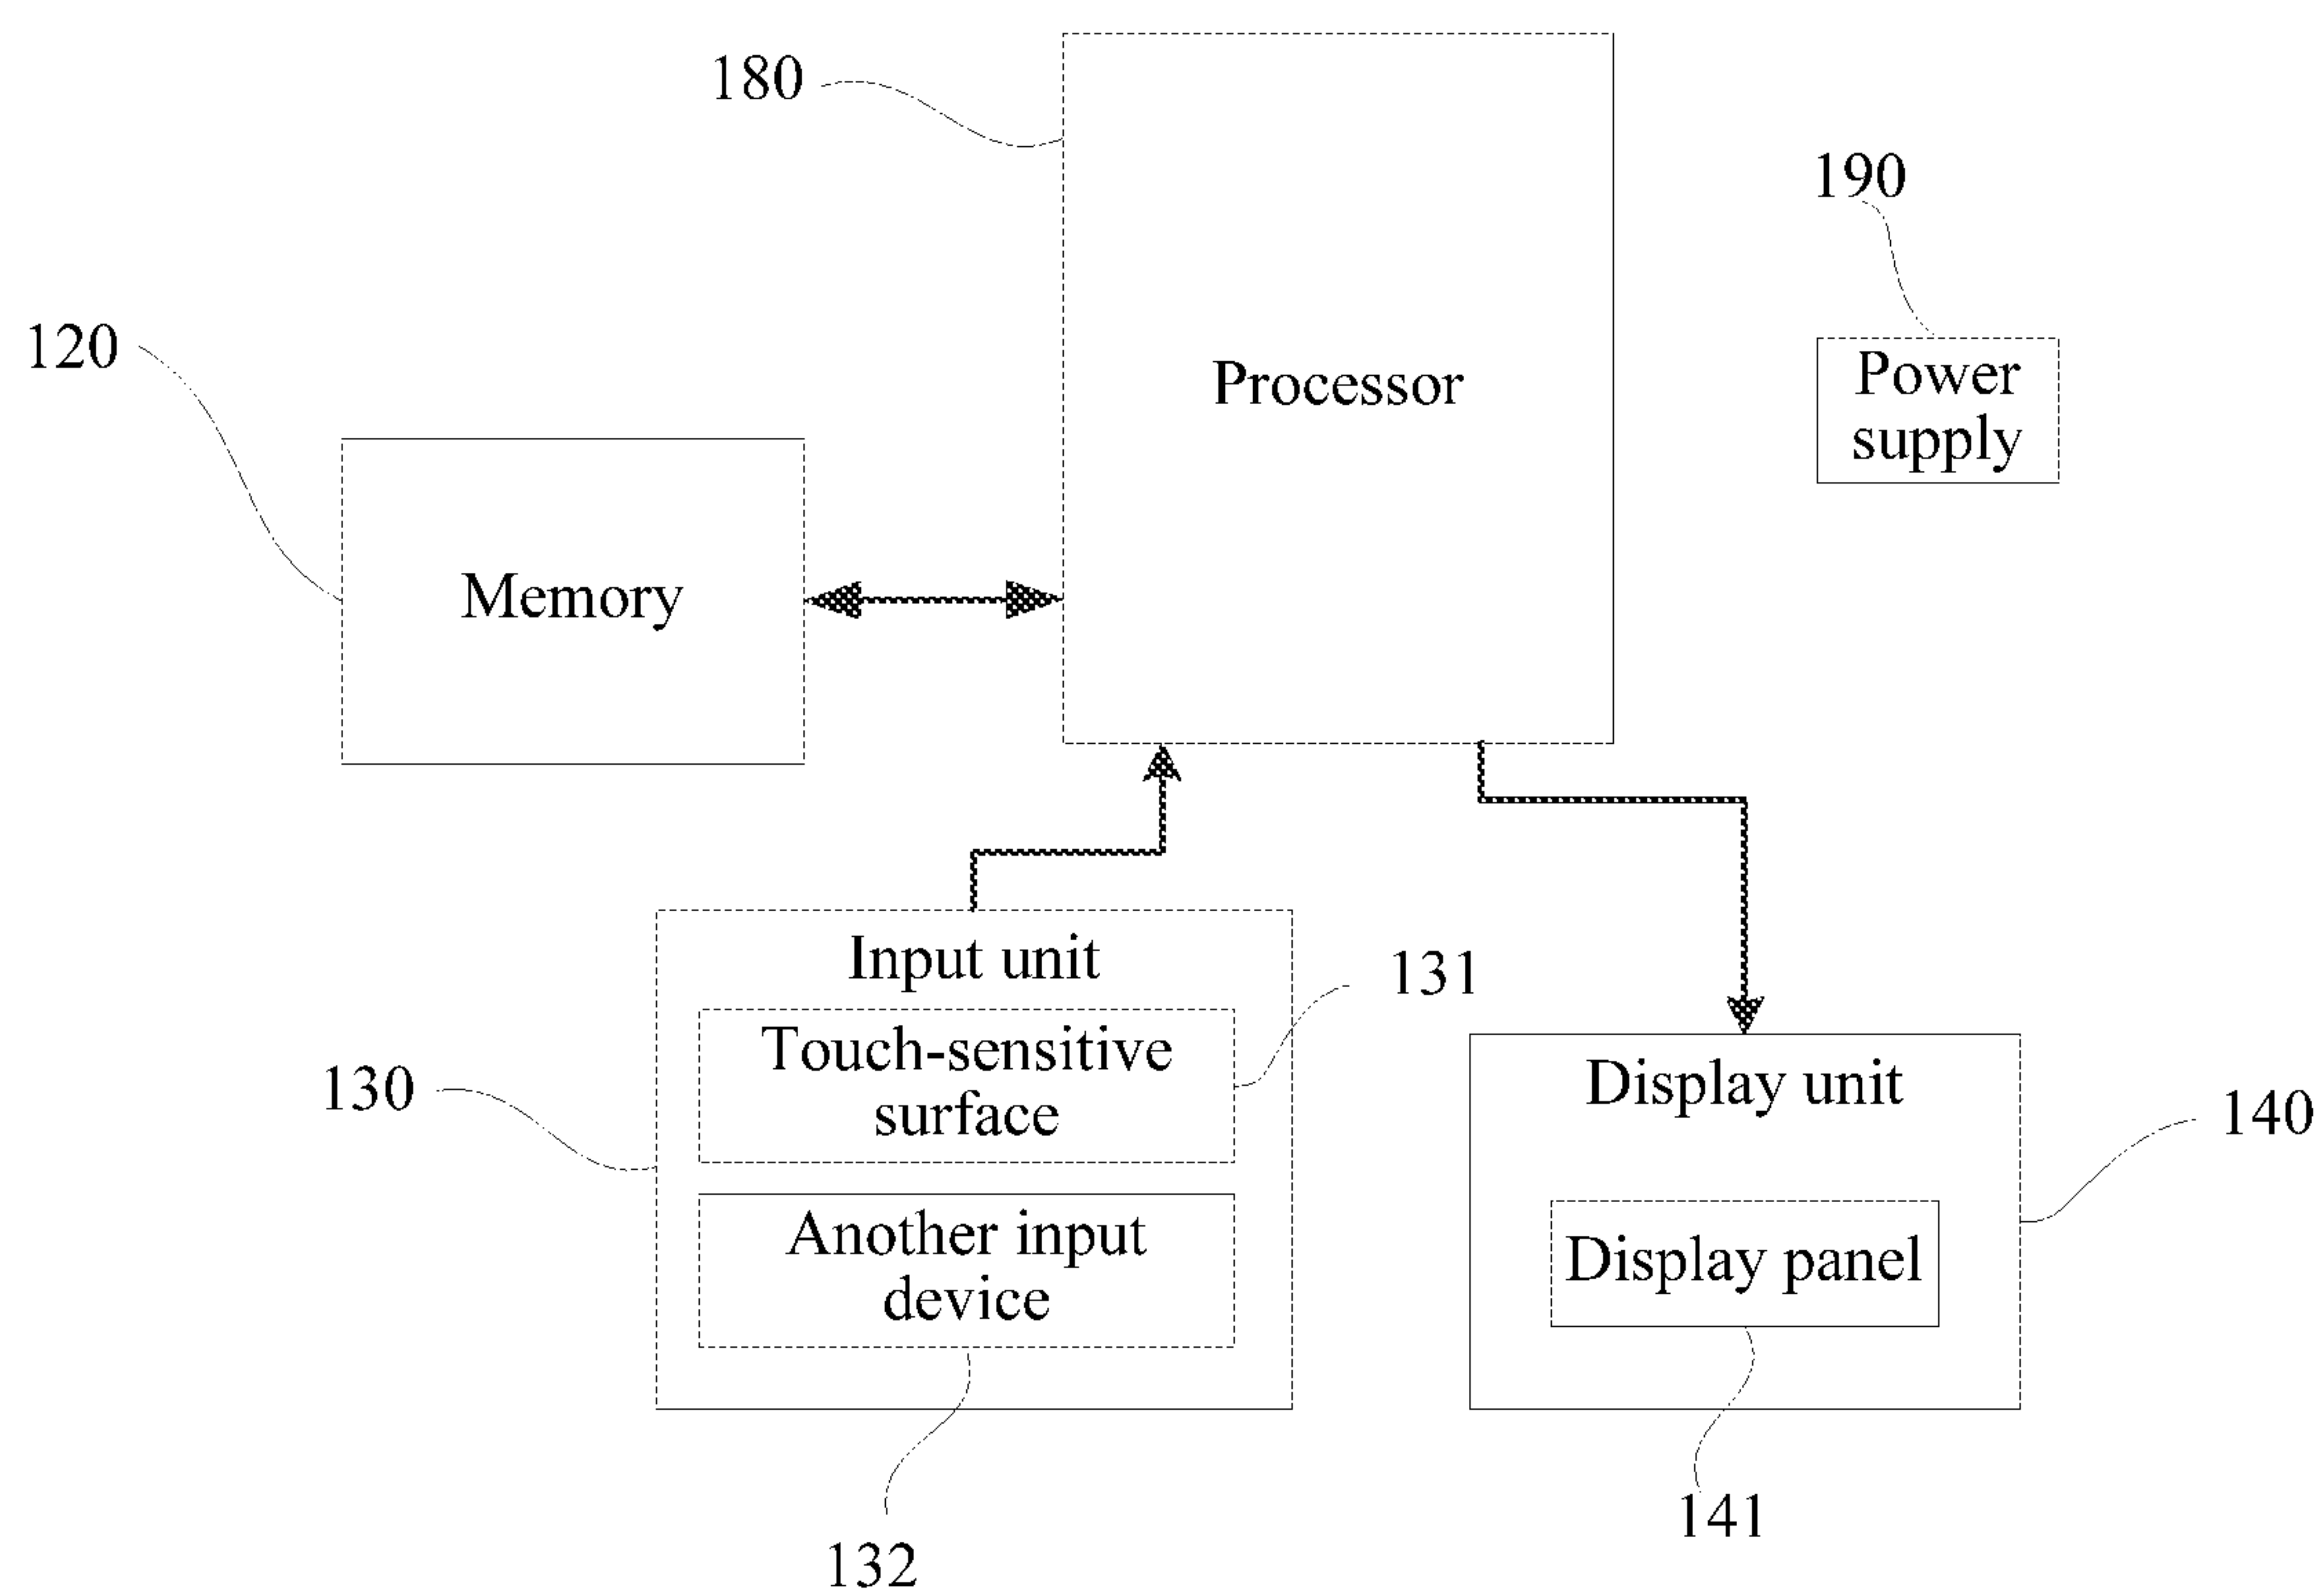 180
190
120
Processor
Power
supply
Memory
Input unit
131
Touch-sensitive
surface
130
Display unit
140
Another input
device
Display panel
132
141